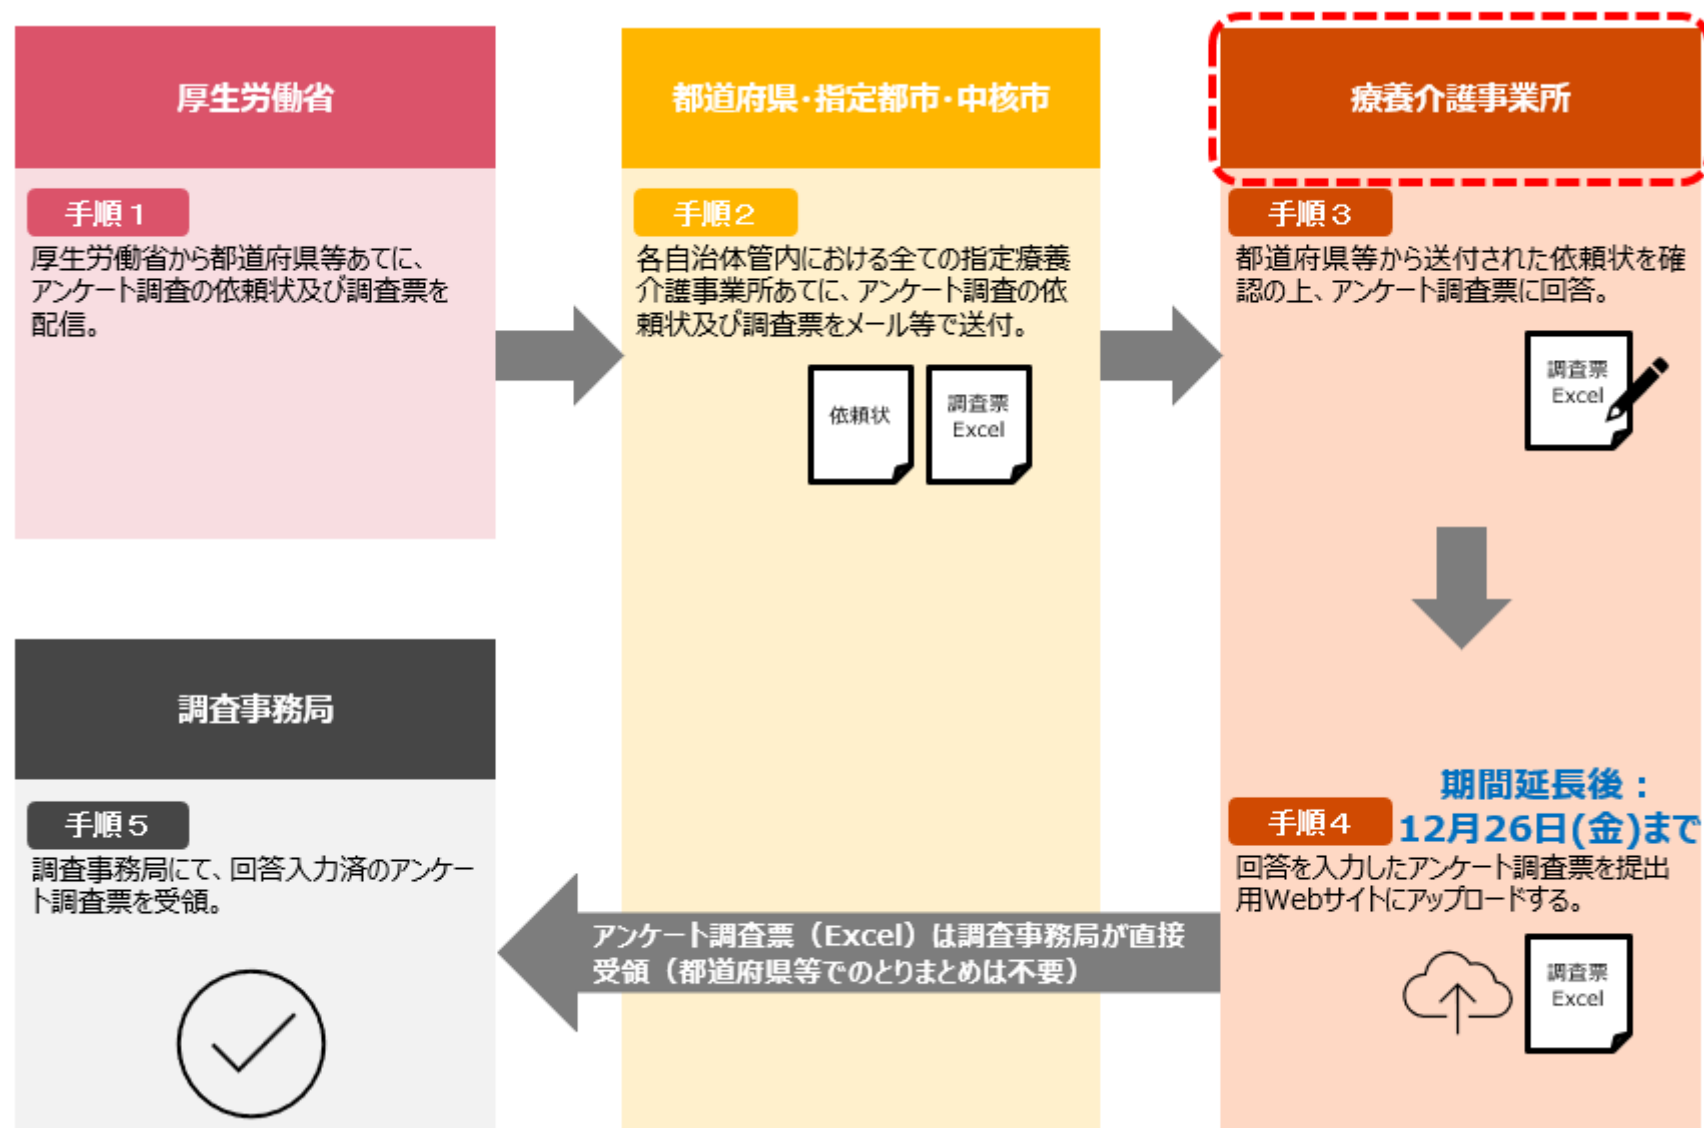 厚生労働省
手順１
厚生労働省から都道府県等あてに、
アンケート調査の依頼状及び調査票を
配信。
都道府県・指定都市・中核市
手順２
各自治体管内における全ての指定療養
介護事業所あてに、アンケート調査の依
頼状及び調査票をメール等で送付。
依頼状
調査票
Excel
療養介護事業所
手順３
都道府県等から送付された依頼状を確
認の上、アンケート調査票に回答。
調査票
Excel
期間延長後：
12月26日(金)まで
手順４
回答を入力したアンケート調査票を提出
用Webサイトにアップロードする。
調査票
Excel
アンケート調査票（Excel）は調査事務局が直接
受領（都道府県等でのとりまとめは不要）
調査事務局
手順５
調査事務局にて、回答入力済のアンケー
ト調査票を受領。